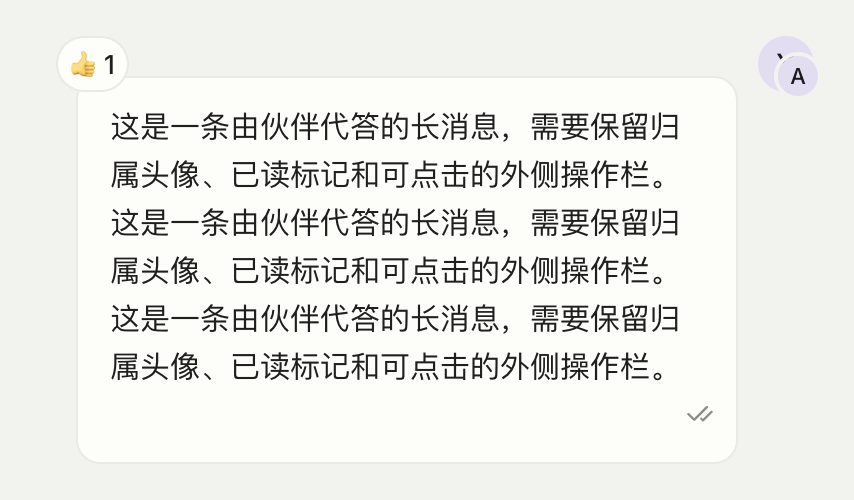 👍 1
A
这是一条由伙伴代答的长消息，需要保留归
属头像、已读标记和可点击的外侧操作栏。
这是一条由伙伴代答的长消息，需要保留归
属头像、已读标记和可点击的外侧操作栏。
这是一条由伙伴代答的长消息，需要保留归
属头像、已读标记和可点击的外侧操作栏。